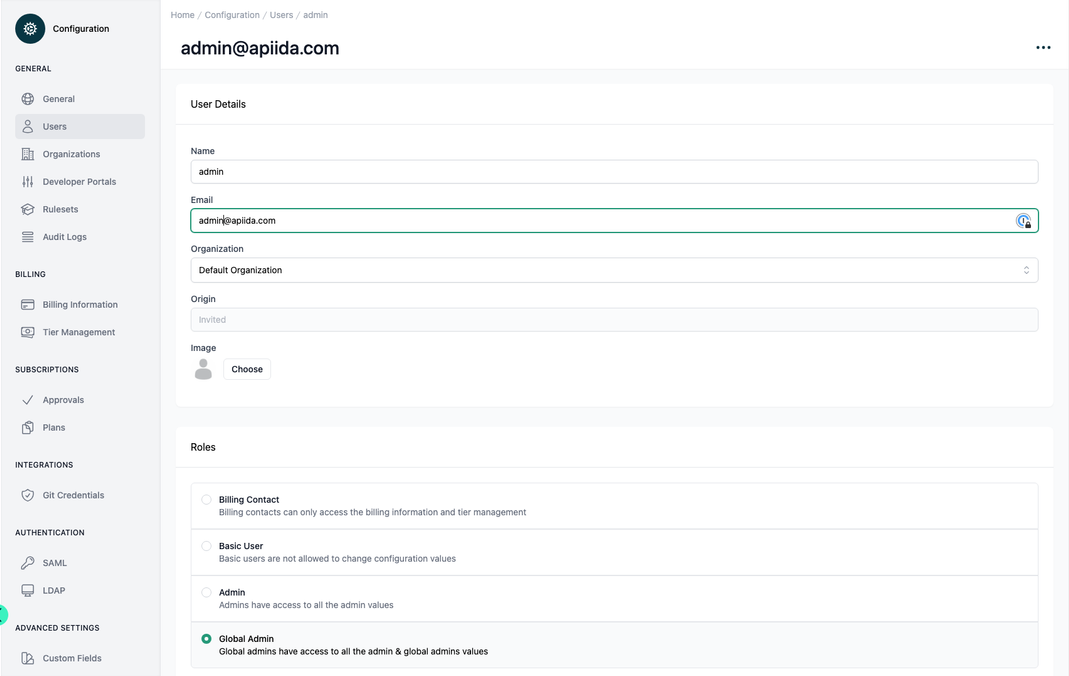 Configuration
GENERAL
General
Users
Organizations
Developer Portals
Rulesets
Audit Logs
BILLING
Billing Information
Tier Management
SUBSCRIPTIONS
Approvals
Plans
INTEGRATIONS
Git Credentials
AUTHENTICATION
SAML
LDAP
ADVANCED SETTINGS
Custom Fields
Home / Configuration / Users / admin
admin@apiida.com
User Details
Name
admin
Email
admin@apiida.com
Organization
Default Organization
Origin
Invited
Image
Choose
Roles
Billing Contact
Billing contacts can only access the billing information and tier management
Basic User
Basic users are not allowed to change configuration values
Admin
Admins have access to all the admin values
Global Admin
Global admins have access to all the admin & global admins values